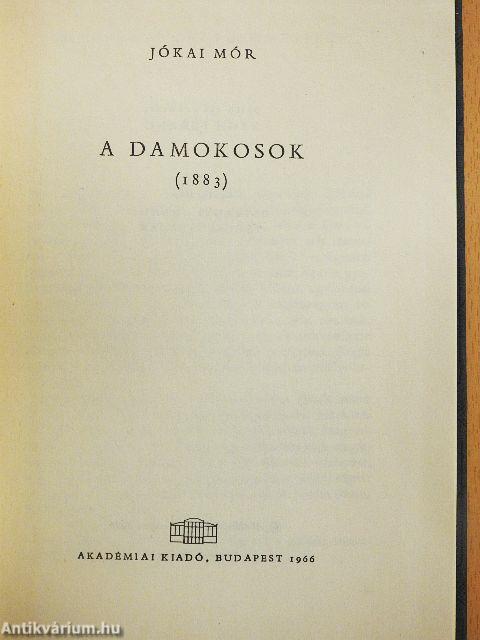 JÓKAI MÓR
A DAMOKOSOK
(1883)
AKADÉMIAI KIADÓ, BUDAPEST 1966
Antikvárium.hu